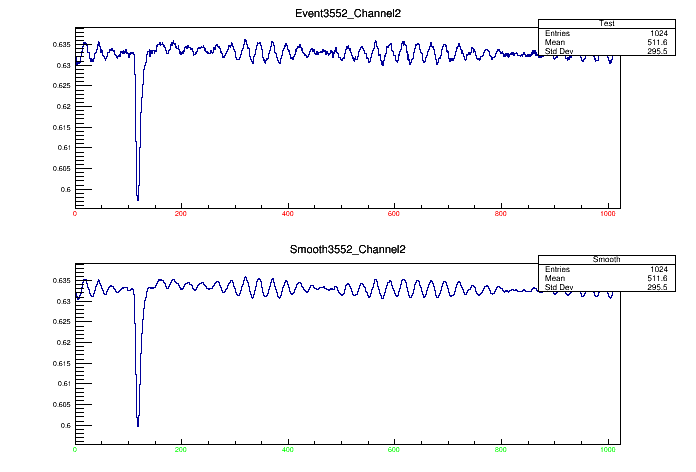 Event3552_Channel2
Test
Entries 1024
Mean 511.6
Std Dev 295.5
0.635
0.63
0.625
0.62
0.615
0.61
0.605
0.6
0 200 400 600 800 1000
Smooth3552_Channel2
Smooth
Entries 1024
Mean 511.6
Std Dev 295.5
0.635
0.63
0.625
0.62
0.615
0.61
0.605
0.6
0 200 400 600 800 1000